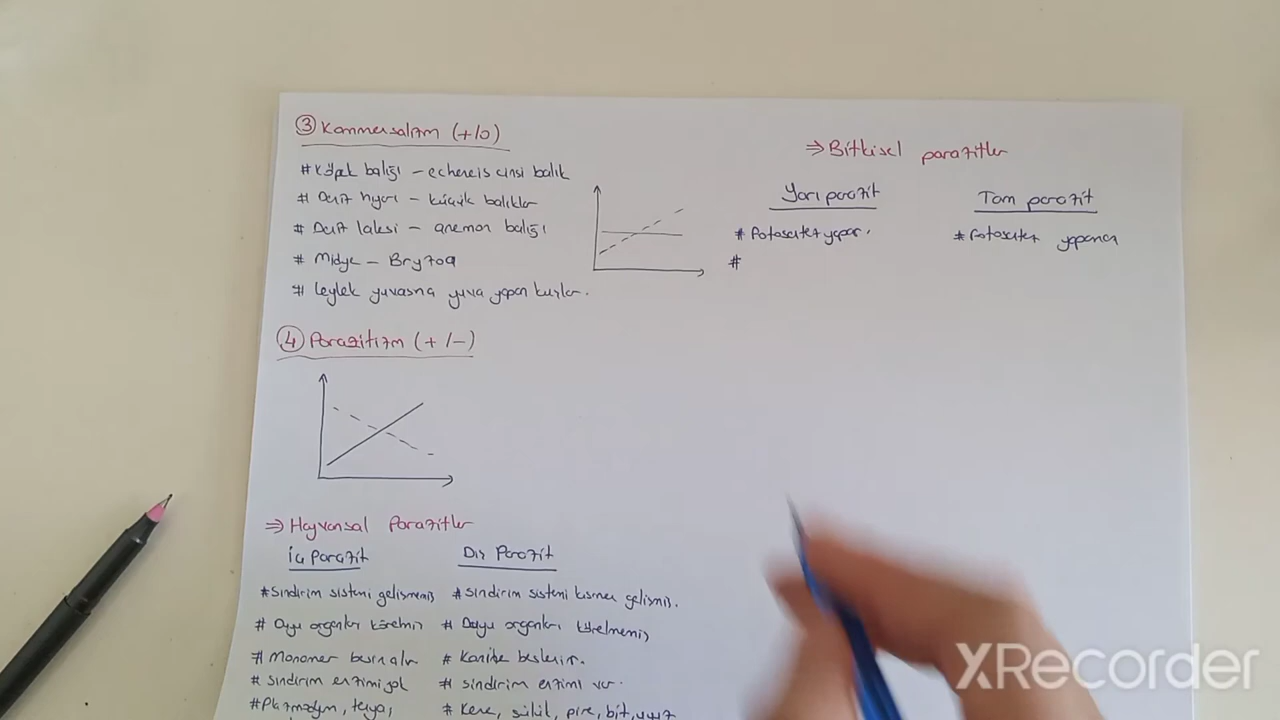 ③ Kommensalizm (+/0)
# Köpek balığı - echeneis cinsi balık
# Deniz hıyarı - küçük balıklar
# Deniz lalesi - anemon balığı
# Midye - Bryzoa
# Leylek yuvasına yuva yapan kuşlar.
④ Parazitizm (+/-)
⇒ Hayvansal Parazitler
İç Parazit Dış Parazit
# Sindirim sistemi gelişmemiş # Sindirim sistemi kısmen gelişmiş.
# Duyu organları körelmiş # Duyu organları körelmemiş
# Monomer besin alır # Kanla beslenir.
# Sindirim enzimi yok # Sindirim enzimi var.
# Plazmodyum, tenya, # Kene, sülük, pire, bit, uyuz
⇒ Bitkisel parazitler
Yarı parazit Tam parazit
# Fotosentez yapar. # Fotosentez yapamaz
#
XRecorder